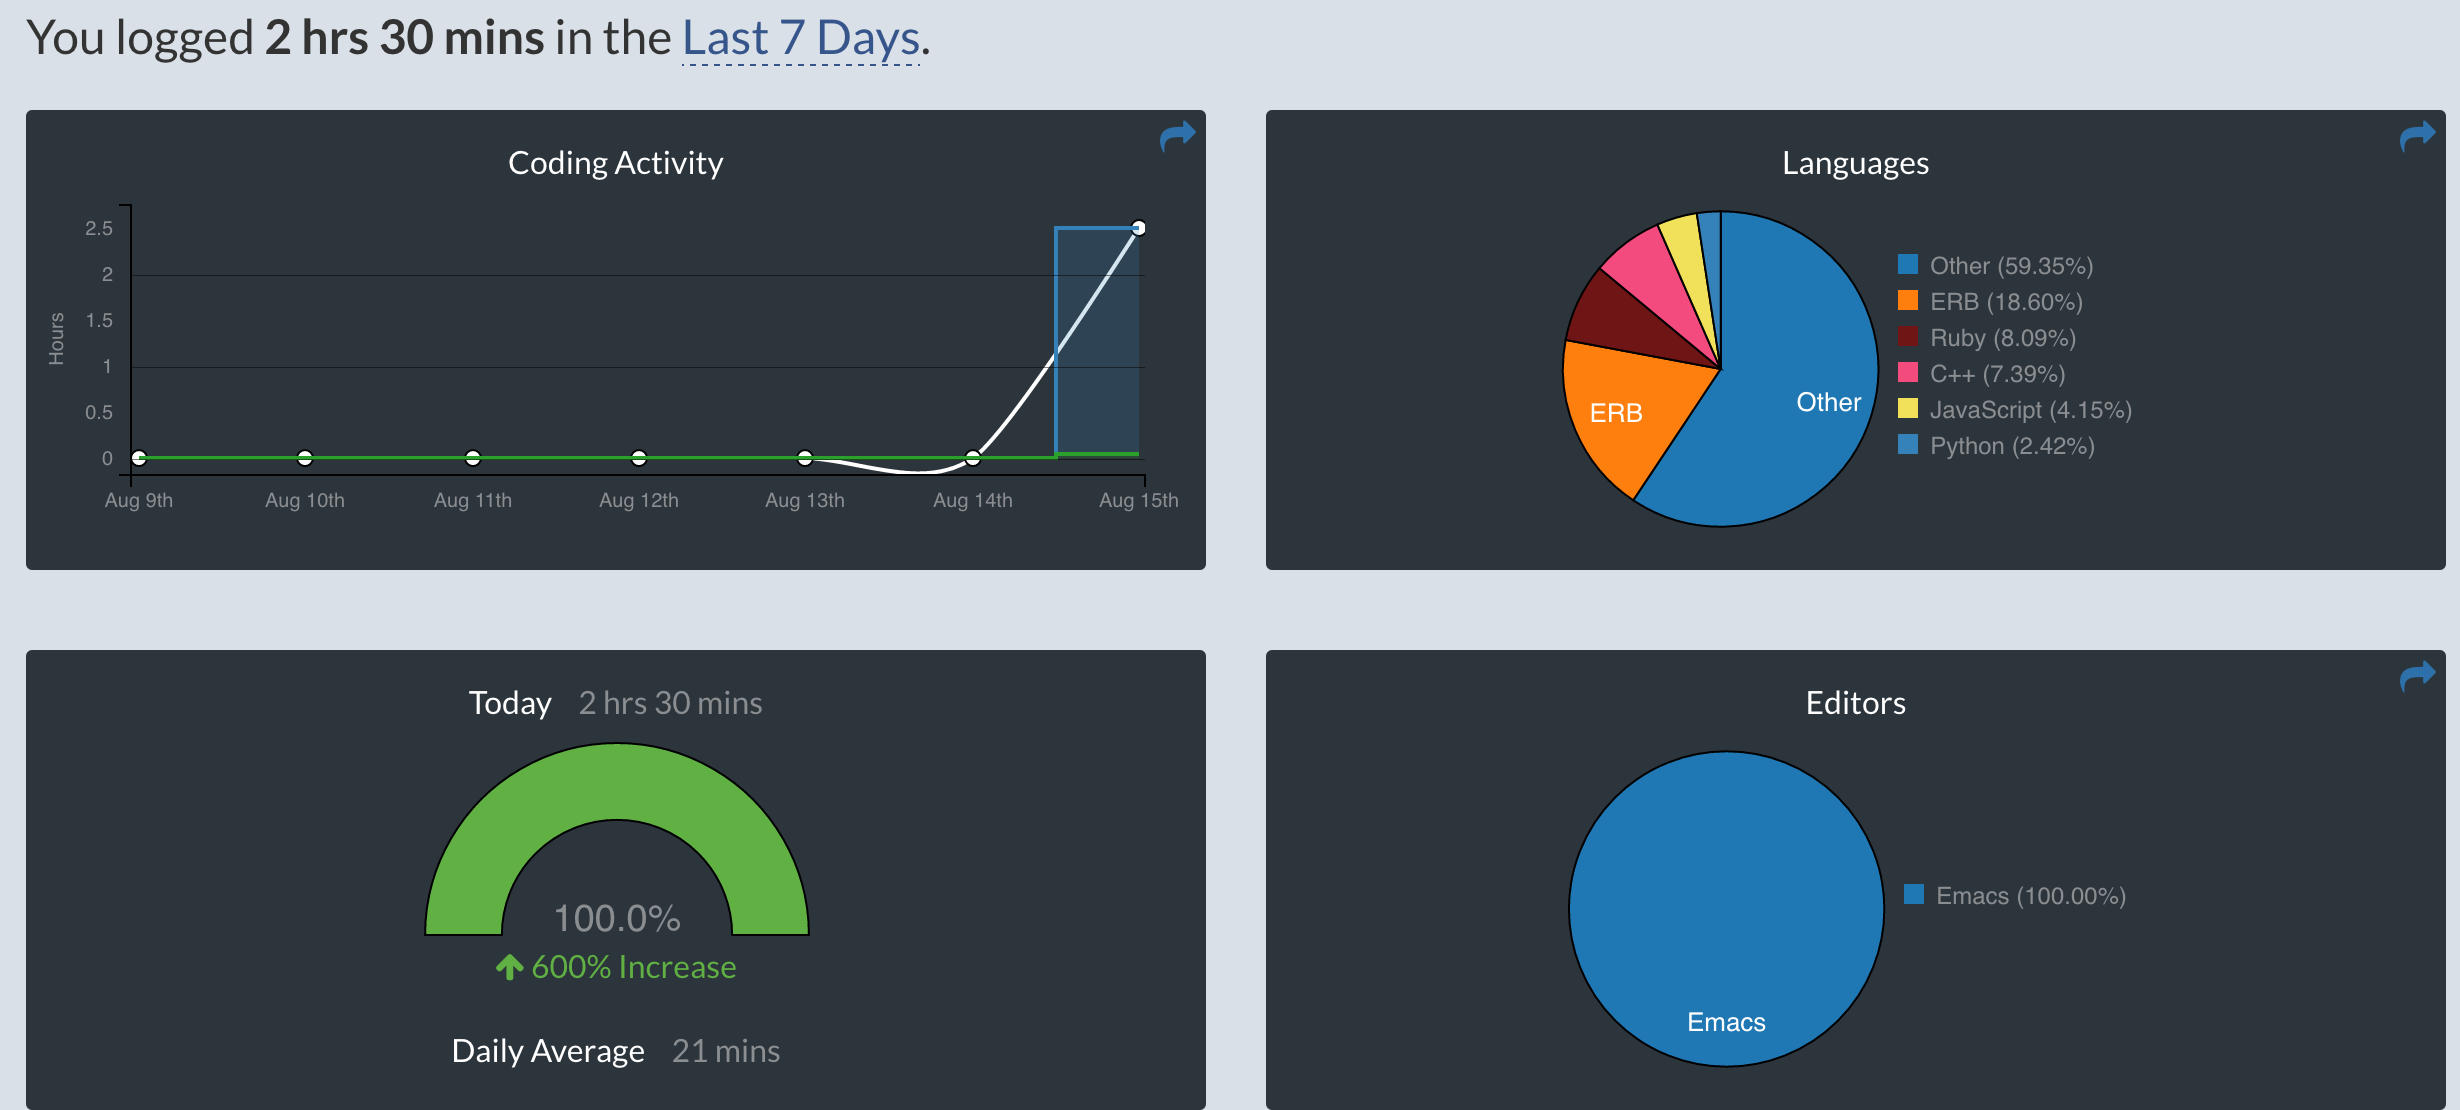 You logged 2 hrs 30 mins in the Last 7 Days.
Coding Activity
Hours
2.5
2
1.5
1
0.5
0
Aug 9th Aug 10th Aug 11th Aug 12th Aug 13th Aug 14th Aug 15th
Languages
ERB
Other
Other (59.35%)
ERB (18.60%)
Ruby (8.09%)
C++ (7.39%)
JavaScript (4.15%)
Python (2.42%)
Today 2 hrs 30 mins
100.0%
600% Increase
Daily Average 21 mins
Editors
Emacs
Emacs (100.00%)